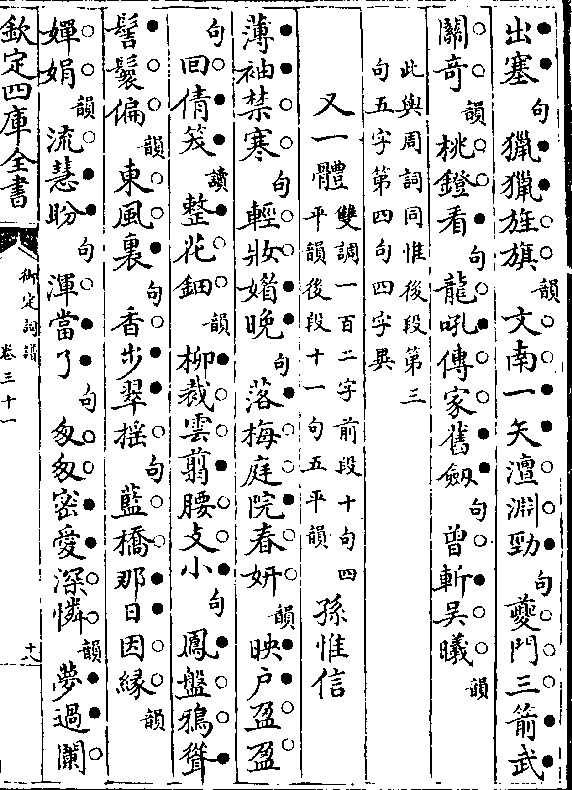 出塞句獵獵旌旗韻文南一矢澶淵勁句夔門三箭武
關奇韻桃鐙看句龍吼傳家舊劔句曾斬吳曦韻
此與周詞同惟後段第三
句五字第四句四字異
又一體雙調一百二字前段十句四
平韻後段十一句五平韻孫惟信
薄袖禁寒句輕妝媚晚句落梅庭院春妍韻映户盈盈
句回倩笑讀整花鈿韻柳裁雲翦腰支小句鳳盤鴉聳
髻鬟偏韻東風裏句香步翠揺句藍橋那日因緣韻
嬋娟韻流慧盼句渾當了句匆匆密愛深憐韻夢過闌
欽定四庫全書 御定詞譜 卷三十一 十八